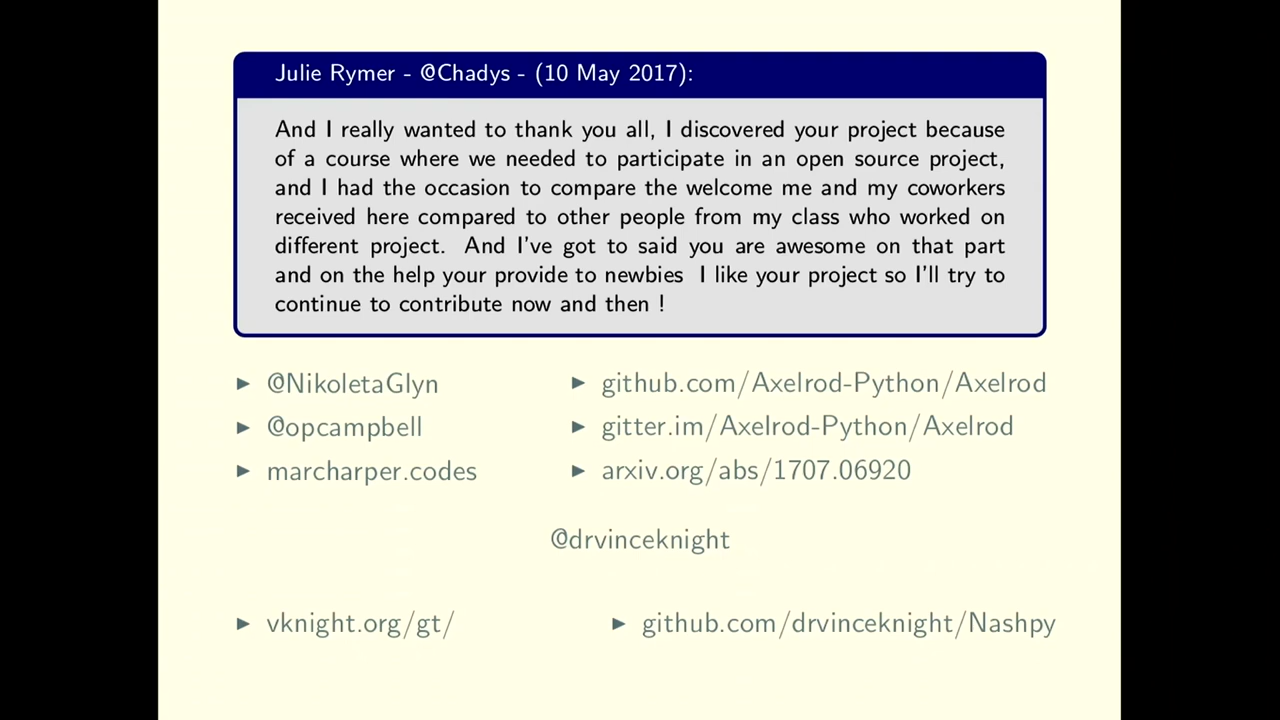 Julie Rymer - @Chadys - (10 May 2017):
And I really wanted to thank you all, I discovered your project because
of a course where we needed to participate in an open source project,
and I had the occasion to compare the welcome me and my coworkers
received here compared to other people from my class who worked on
different project. And I've got to said you are awesome on that part
and on the help your provide to newbies I like your project so I'll try to
continue to contribute now and then !
▶ @NikoletaGlyn
▶ @opcampbell
▶ marcharper.codes
▶ github.com/Axelrod-Python/Axelrod
▶ gitter.im/Axelrod-Python/Axelrod
▶ arxiv.org/abs/1707.06920
@drvinceknight
▶ vknight.org/gt/
▶ github.com/drvinceknight/Nashpy